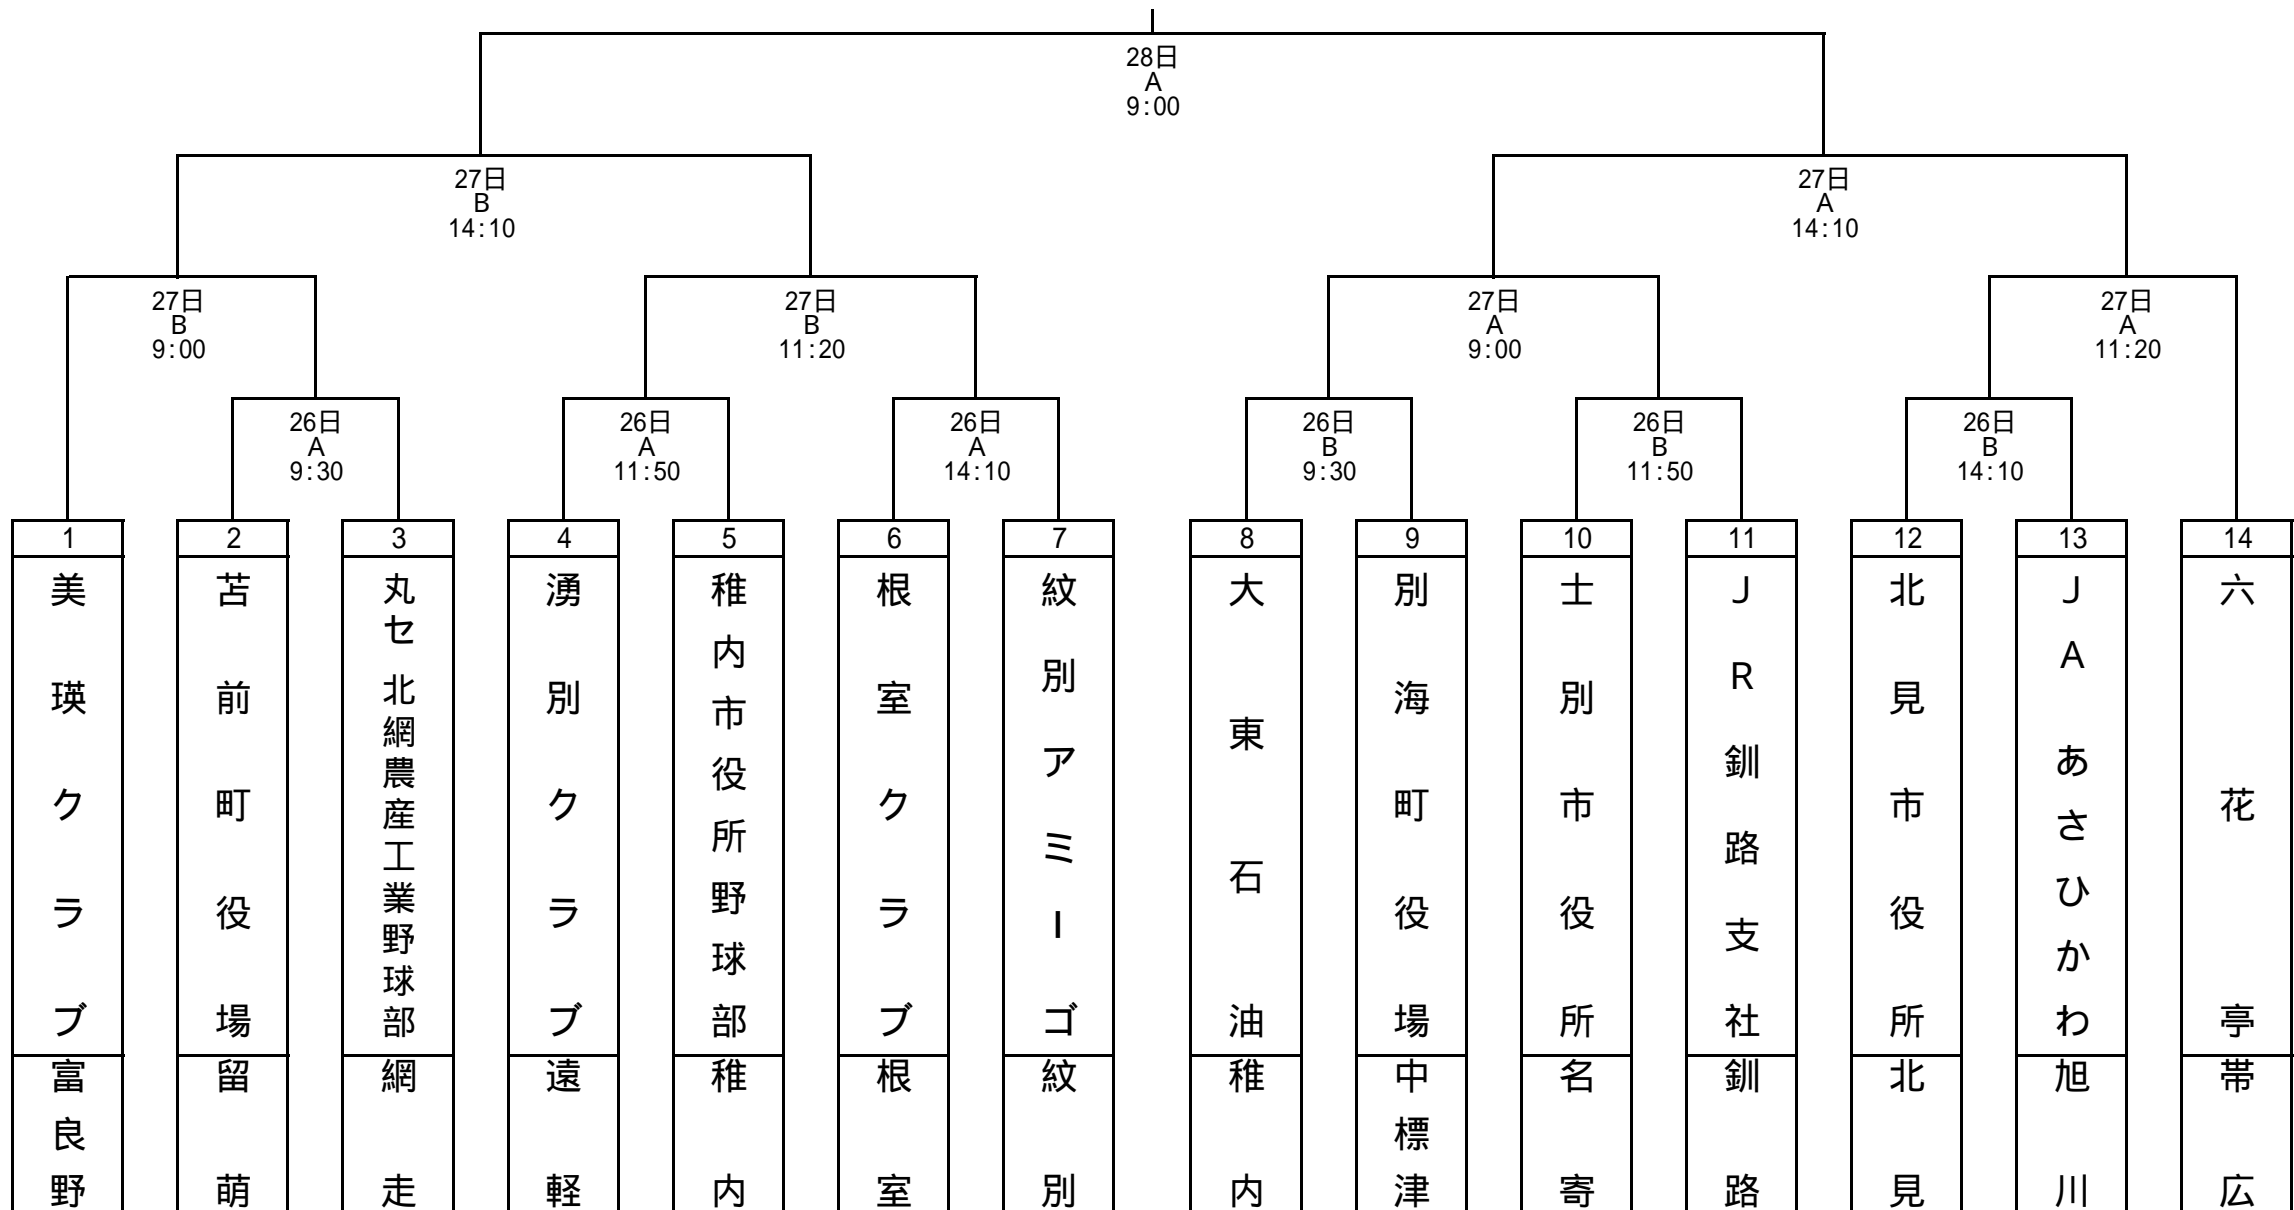 28日
A
9:00
27日
B
14:10
27日
A
14:10
27日
B
9:00
27日
B
11:20
27日
A
9:00
27日
A
11:20
26日
A
9:30
26日
A
11:50
26日
A
14:10
26日
B
9:30
26日
B
11:50
26日
B
14:10
1
美瑛クラブ
富良野
2
苫前町役場
留萌
3
丸セ 北網農産工業野球部
網走
4
湧別クラブ
遠軽
5
稚内市役所野球部
稚内
6
根室クラブ
根室
7
紋別アミーゴ
紋別
8
大東石油
稚内
9
別海町役場
中標津
10
士別市役所
名寄
11
JR釧路支社
釧路
12
北見市役所
北見
13
JA あさひかわ
旭川
14
六花亭
帯広